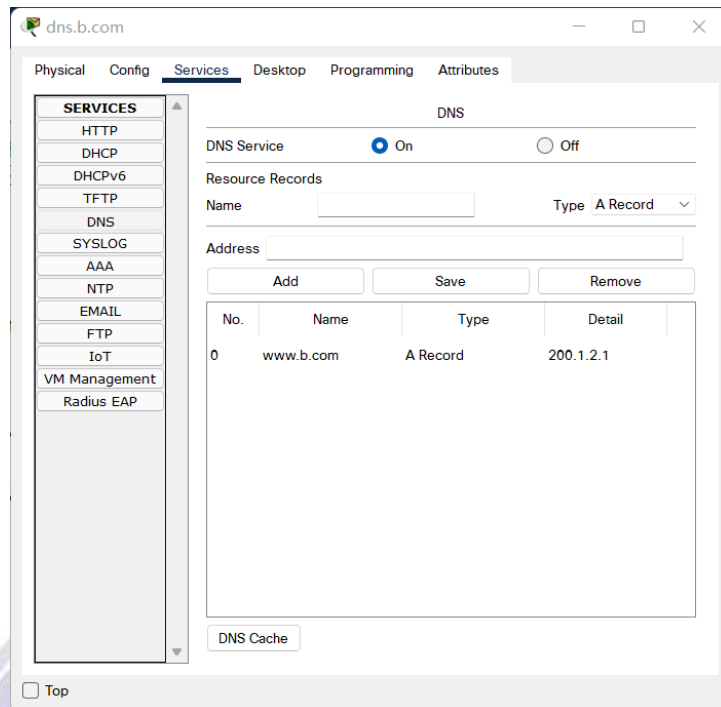 dns.b.com
Physical Config Services Desktop Programming Attributes
SERVICES
HTTP
DHCP
DHCPv6
TFTP
DNS
SYSLOG
AAA
NTP
EMAIL
FTP
IoT
VM Management
Radius EAP
DNS
DNS Service On Off
Resource Records
Name Type A Record
Address
Add Save Remove
No. Name Type Detail
0 www.b.com A Record 200.1.2.1
DNS Cache
Top